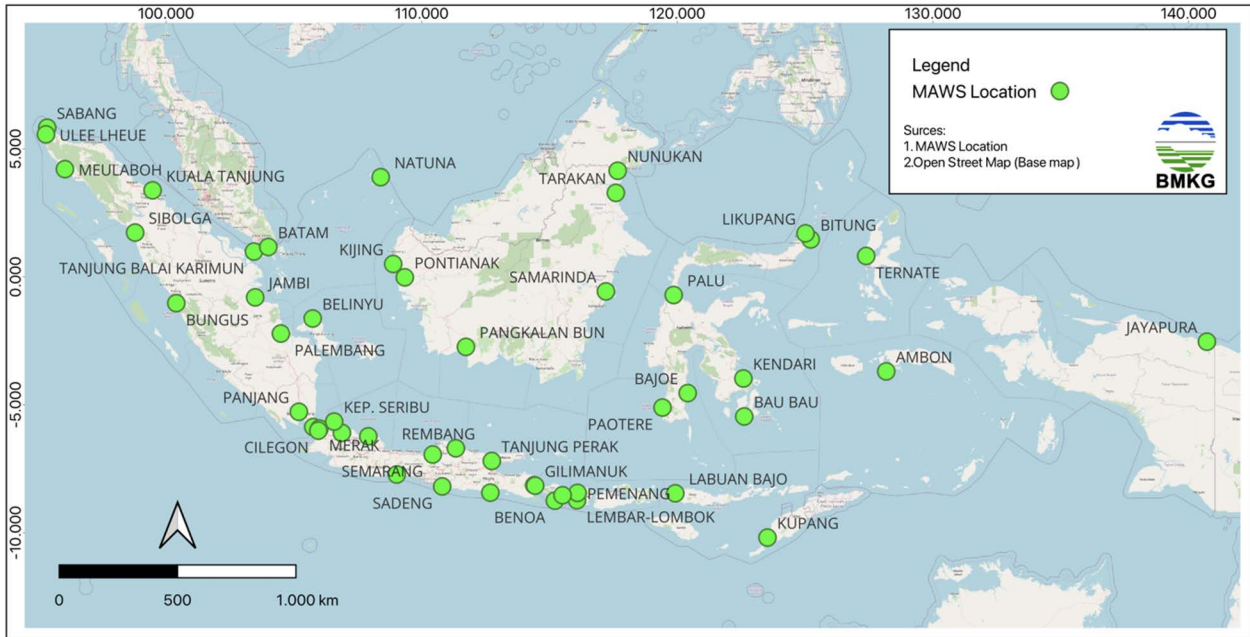 100.000 110.000 120.000 130.000 140.000
5.000
0.000
-5.000
-10.000
Legend
MAWS Location
Surces:
1. MAWS Location
2.Open Street Map (Base map)
BMKG
SABANG
ULEE LHEUE
MEULABOH
KUALA TANJUNG
SIBOLGA
BATAM
TANJUNG BALAI KARIMUN
JAMBI
BUNGUS
BELINYU
PALEMBANG
PANJANG
NATUNA
KIJING
PONTIANAK
PANGKALAN BUN
SAMARINDA
NUNUKAN
TARAKAN
LIKUPANG
BITUNG
TERNATE
PALU
KENDARI
BAJOE
BAU BAU
PAOTERE
AMBON
JAYAPURA
KEP. SERIBU
CILEGON
MERAK
REMBANG
TANJUNG PERAK
SEMARANG
GILIMANUK
SADENG
PEMENANG
BENOA
LEMBAR-LOMBOK
LABUAN BAJO
KUPANG
0 500 1.000 km